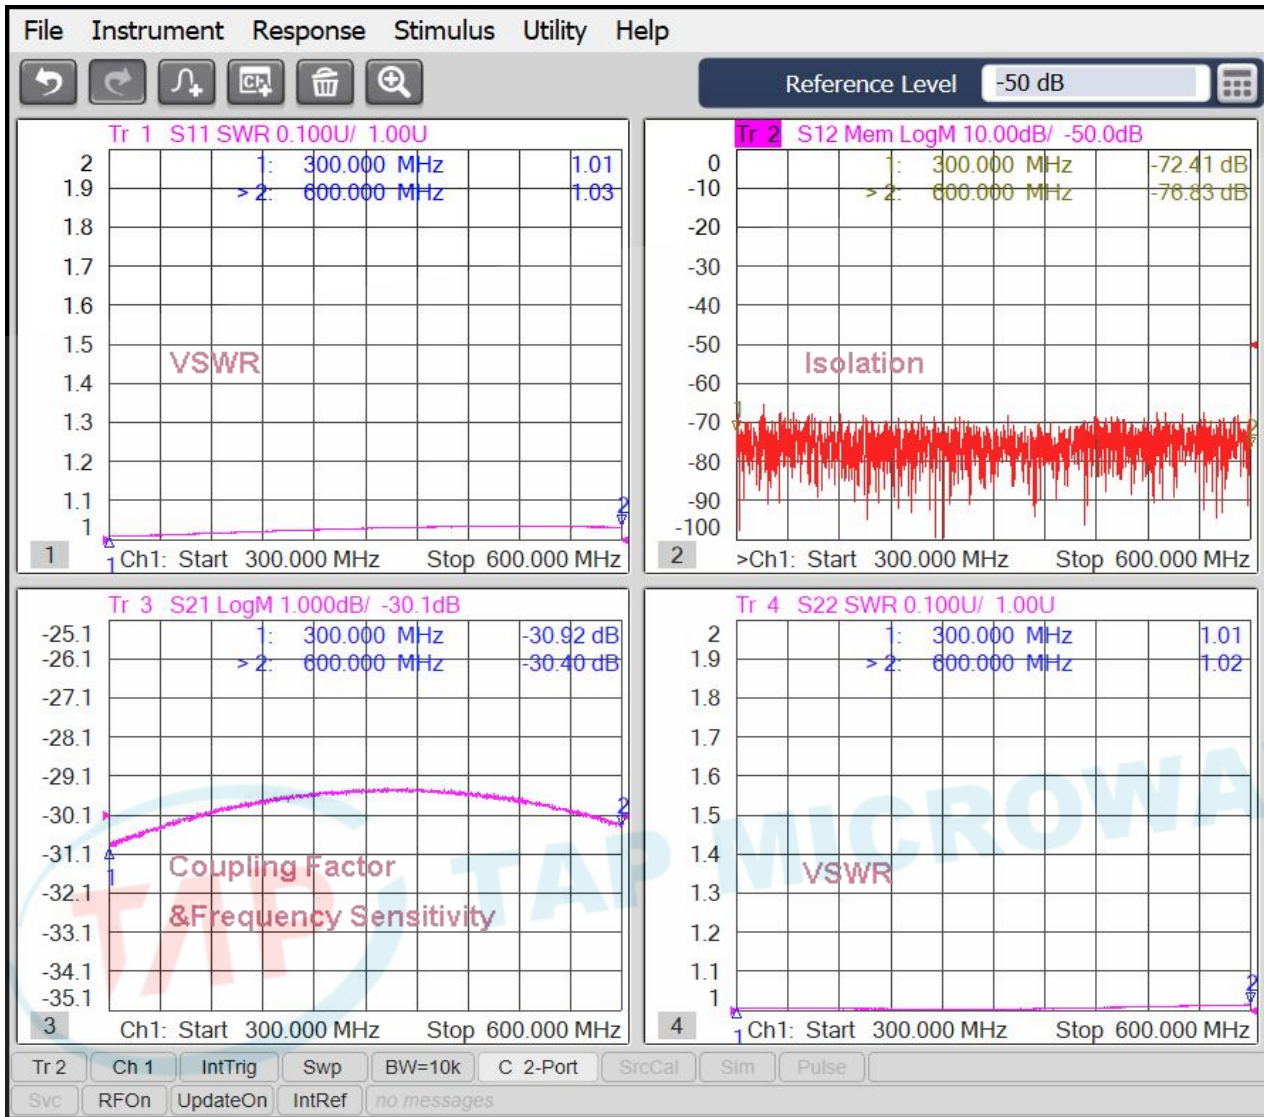 File Instrument Response Stimulus Utility Help
Reference Level -50 dB
Tr 1 S11 SWR 0.100U/ 1.00U
1: 300.000 MHz 1.01
> 2: 600.000 MHz 1.03
2
1.9
1.8
1.7
1.6
1.5
1.4
1.3
1.2
1.1
1
VSWR
1
2
1
Ch1: Start 300.000 MHz Stop 600.000 MHz
Tr 2 S12 Mem LogM 10.00dB/ -50.0dB
1: 300.000 MHz -72.41 dB
> 2: 600.000 MHz -76.83 dB
0
-10
-20
-30
-40
-50
-60
-70
-80
-90
-100
Isolation
1
2
2
>Ch1: Start 300.000 MHz Stop 600.000 MHz
Tr 3 S21 LogM 1.000dB/ -30.1dB
1: 300.000 MHz -30.92 dB
> 2: 600.000 MHz -30.40 dB
-25.1
-26.1
-27.1
-28.1
-29.1
-30.1
-31.1
-32.1
-33.1
-34.1
-35.1
Coupling Factor
&Frequency Sensitivity
1
2
3
Ch1: Start 300.000 MHz Stop 600.000 MHz
Tr 4 S22 SWR 0.100U/ 1.00U
1: 300.000 MHz 1.01
> 2: 600.000 MHz 1.02
2
1.9
1.8
1.7
1.6
1.5
1.4
1.3
1.2
1.1
1
VSWR
1
2
4
Ch1: Start 300.000 MHz Stop 600.000 MHz
TAP TAP MICROWA
Tr 2 Ch 1 IntTrig Swp BW=10k C 2-Port SrcCal Sim Pulse
Svc RFOn UpdateOn IntRef no messages